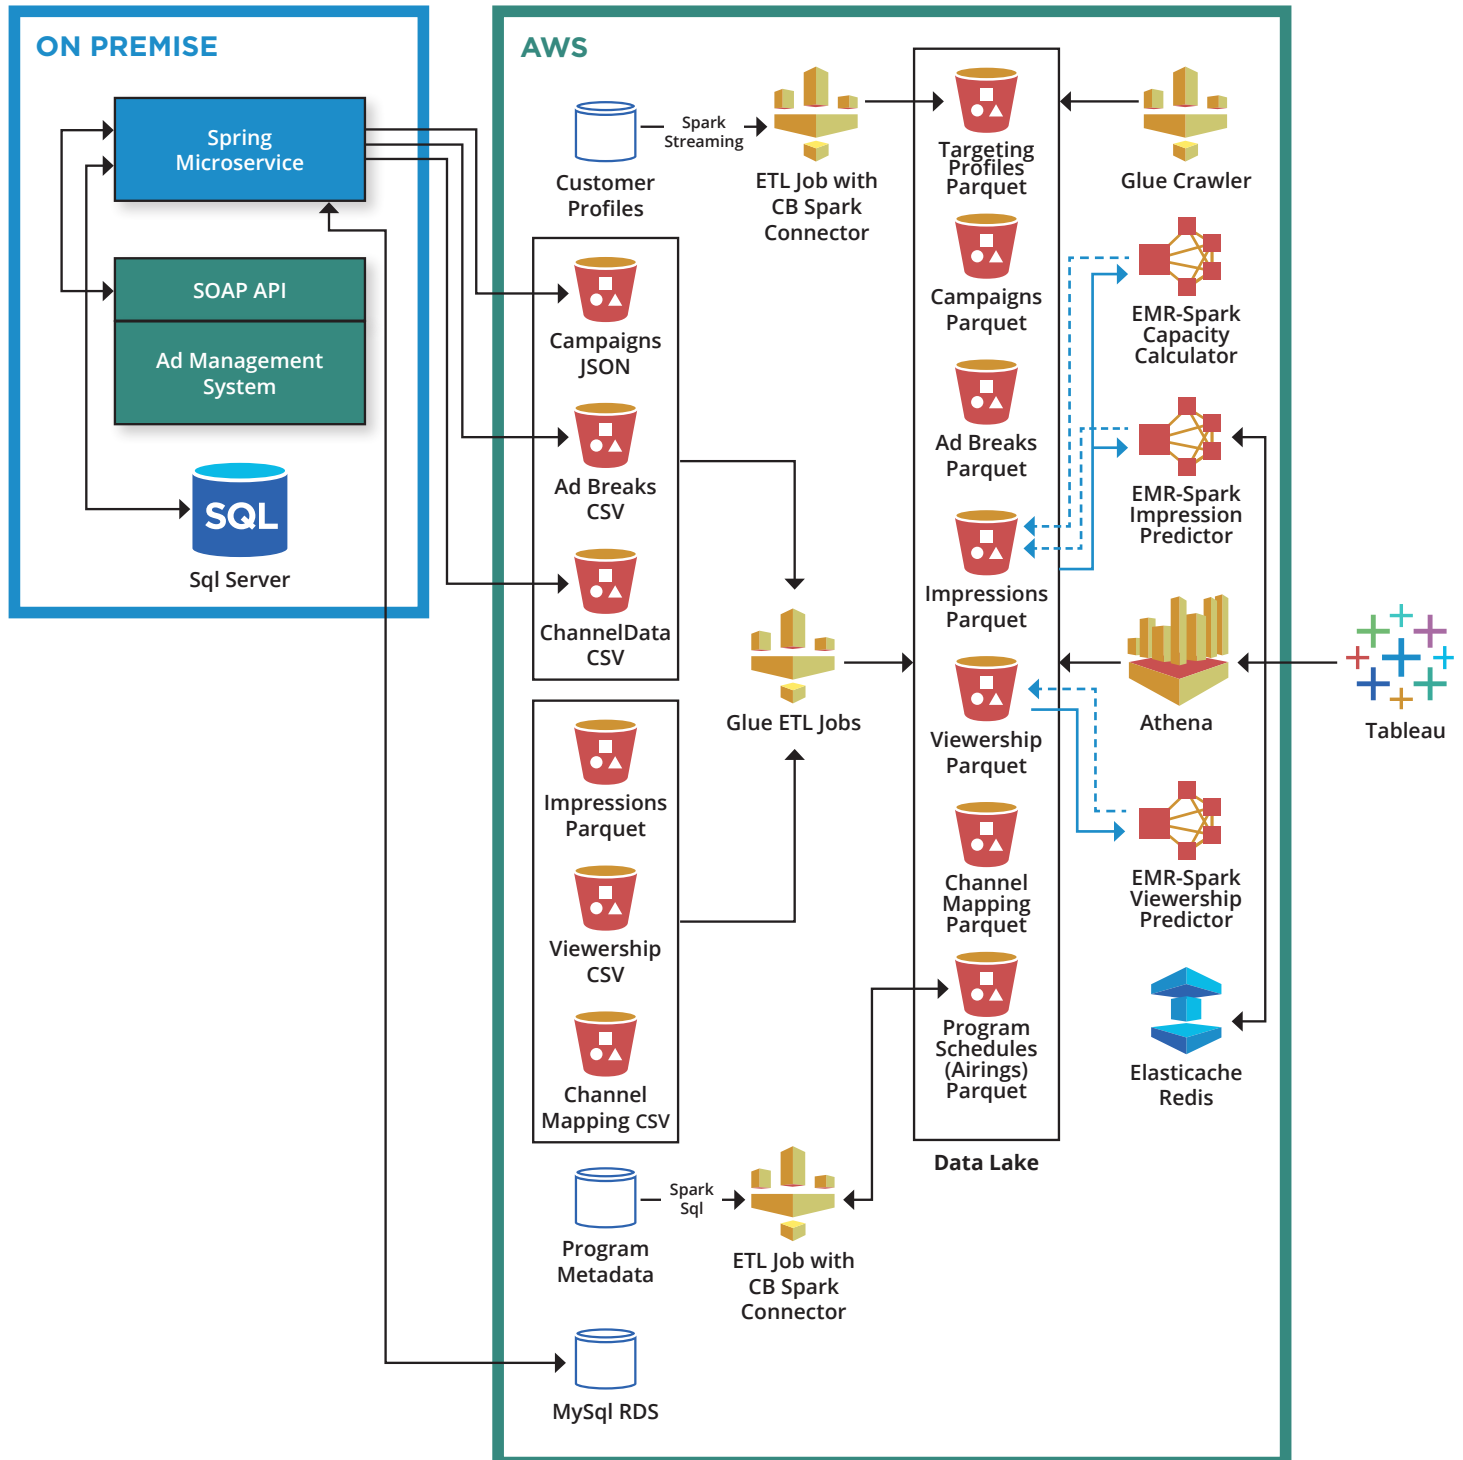 ON PREMISE
Spring
Microservice
SOAP API
Ad Management
System
SQL
Sql Server
AWS
Customer
Profiles
Spark
Streaming
ETL Job with
CB Spark
Connector
Campaigns
JSON
Ad Breaks
CSV
ChannelData
CSV
Impressions
Parquet
Viewership
CSV
Channel
Mapping CSV
Glue ETL Jobs
Program
Metadata
Spark
Sql
ETL Job with
CB Spark
Connector
MySql RDS
Targeting
Profiles
Parquet
Campaigns
Parquet
Ad Breaks
Parquet
Impressions
Parquet
Viewership
Parquet
Channel
Mapping
Parquet
Program
Schedules
(Airings)
Parquet
Data Lake
Glue Crawler
EMR-Spark
Capacity
Calculator
EMR-Spark
Impression
Predictor
Athena
EMR-Spark
Viewership
Predictor
Elasticache
Redis
Tableau